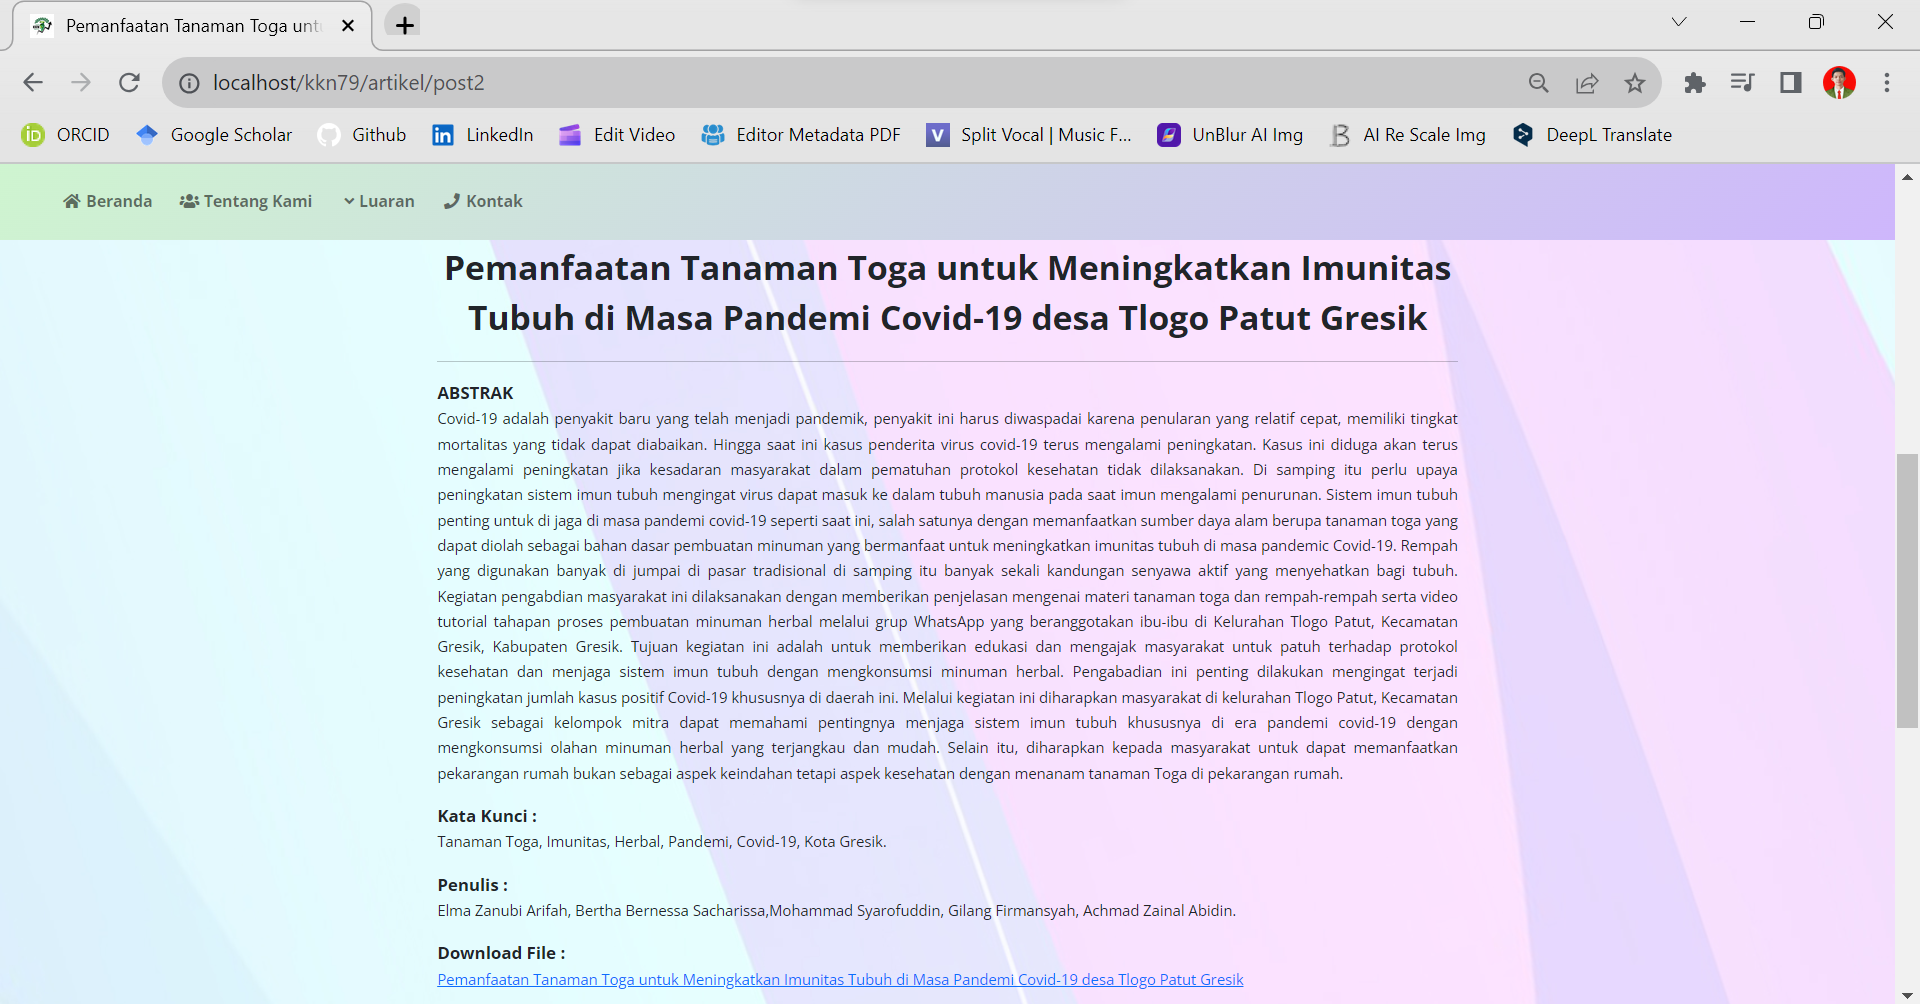 Pemanfaatan Tanaman Toga unt
localhost/kkn79/artikel/post2
ORCID Google Scholar Github LinkedIn Edit Video Editor Metadata PDF Split Vocal | Music F... UnBlur AI Img AI Re Scale Img DeepL Translate
Beranda Tentang Kami Luaran Kontak
Pemanfaatan Tanaman Toga untuk Meningkatkan Imunitas
Tubuh di Masa Pandemi Covid-19 desa Tlogo Patut Gresik
ABSTRAK
Covid-19 adalah penyakit baru yang telah menjadi pandemik, penyakit ini harus diwaspadai karena penularan yang relatif cepat, memiliki tingkat
mortalitas yang tidak dapat diabaikan. Hingga saat ini kasus penderita virus covid-19 terus mengalami peningkatan. Kasus ini diduga akan terus
mengalami peningkatan jika kesadaran masyarakat dalam pematuhan protokol kesehatan tidak dilaksanakan. Di samping itu perlu upaya
peningkatan sistem imun tubuh mengingat virus dapat masuk ke dalam tubuh manusia pada saat imun mengalami penurunan. Sistem imun tubuh
penting untuk di jaga di masa pandemi covid-19 seperti saat ini, salah satunya dengan memanfaatkan sumber daya alam berupa tanaman toga yang
dapat diolah sebagai bahan dasar pembuatan minuman yang bermanfaat untuk meningkatkan imunitas tubuh di masa pandemic Covid-19. Rempah
yang digunakan banyak di jumpai di pasar tradisional di samping itu banyak sekali kandungan senyawa aktif yang menyehatkan bagi tubuh.
Kegiatan pengabdian masyarakat ini dilaksanakan dengan memberikan penjelasan mengenai materi tanaman toga dan rempah-rempah serta video
tutorial tahapan proses pembuatan minuman herbal melalui grup WhatsApp yang beranggotakan ibu-ibu di Kelurahan Tlogo Patut, Kecamatan
Gresik, Kabupaten Gresik. Tujuan kegiatan ini adalah untuk memberikan edukasi dan mengajak masyarakat untuk patuh terhadap protokol
kesehatan dan menjaga sistem imun tubuh dengan mengkonsumsi minuman herbal. Pengabadian ini penting dilakukan mengingat terjadi
peningkatan jumlah kasus positif Covid-19 khususnya di daerah ini. Melalui kegiatan ini diharapkan masyarakat di kelurahan Tlogo Patut, Kecamatan
Gresik sebagai kelompok mitra dapat memahami pentingnya menjaga sistem imun tubuh khususnya di era pandemi covid-19 dengan
mengkonsumsi olahan minuman herbal yang terjangkau dan mudah. Selain itu, diharapkan kepada masyarakat untuk dapat memanfaatkan
pekarangan rumah bukan sebagai aspek keindahan tetapi aspek kesehatan dengan menanam tanaman Toga di pekarangan rumah.
Kata Kunci :
Tanaman Toga, Imunitas, Herbal, Pandemi, Covid-19, Kota Gresik.
Penulis :
Elma Zanubi Arifah, Bertha Bernessa Sacharissa,Mohammad Syarofuddin, Gilang Firmansyah, Achmad Zainal Abidin.
Download File :
Pemanfaatan Tanaman Toga untuk Meningkatkan Imunitas Tubuh di Masa Pandemi Covid-19 desa Tlogo Patut Gresik